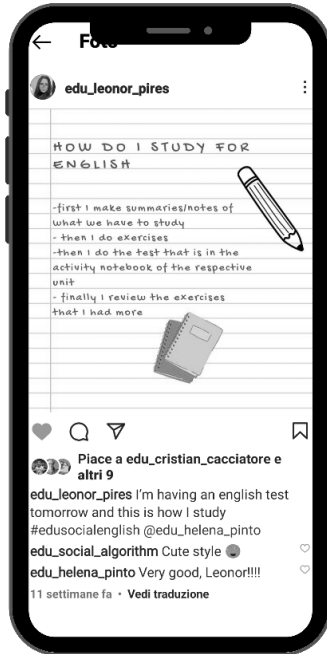 Foto
edu_leonor_pires
HOW DO I STUDY FOR
ENGLISH
-first I make summaries/notes of
what we have to study
- then I do exercises
-then I do the test that is in the
activity notebook of the respective
unit
- finally I review the exercises
that I had more
Piace a edu_cristian_cacciatore e
altri 9
edu_leonor_pires I'm having an english test
tomorrow and this is how I study
#edusocialenglish @edu_helena_pinto
edu_social_algorithm Cute style
edu_helena_pinto Very good, Leonor!!!!
11 settimane fa • Vedi traduzione